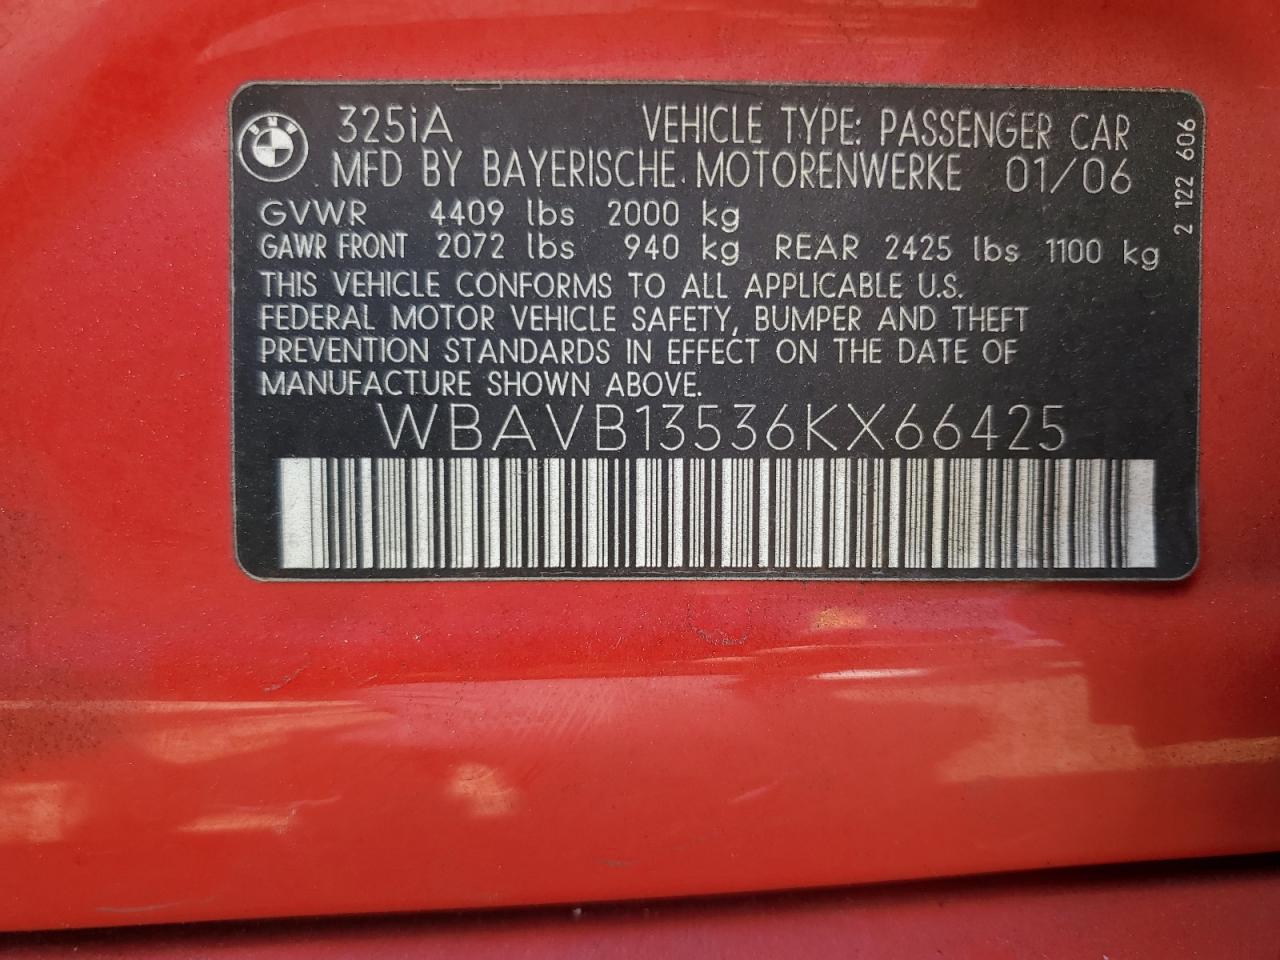 BMW 325iA VEHICLE TYPE: PASSENGER CAR
MFD BY BAYERISCHE MOTORENWERKE 01/06
GVWR 4409 lbs 2000 kg
GAWR FRONT 2072 lbs 940 kg REAR 2425 lbs 1100 kg
THIS VEHICLE CONFORMS TO ALL APPLICABLE U.S.
FEDERAL MOTOR VEHICLE SAFETY, BUMPER AND THEFT
PREVENTION STANDARDS IN EFFECT ON THE DATE OF
MANUFACTURE SHOWN ABOVE.
WBAVB13536KX66425
2 122 606